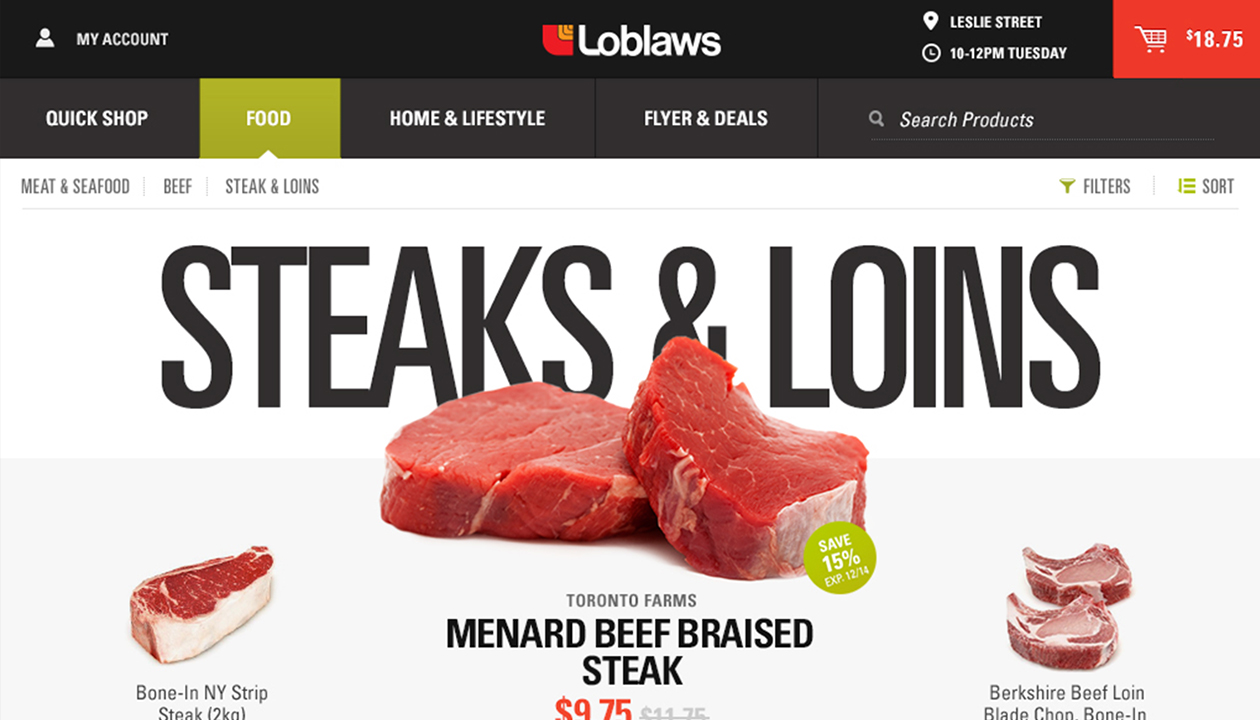 MY ACCOUNT
Loblaws
LESLIE STREET
10-12PM TUESDAY
$18.75
QUICK SHOP
FOOD
HOME & LIFESTYLE
FLYER & DEALS
Search Products
MEAT & SEAFOOD
BEEF
STEAK & LOINS
FILTERS
SORT
STEAKS & LOINS
SAVE
15%
EXP. 12/14
TORONTO FARMS
MENARD BEEF BRAISED
STEAK
$9.75 $11.75
Bone-In NY Strip
Steak (2kg)
Berkshire Beef Loin
Blade Chop, Bone-In